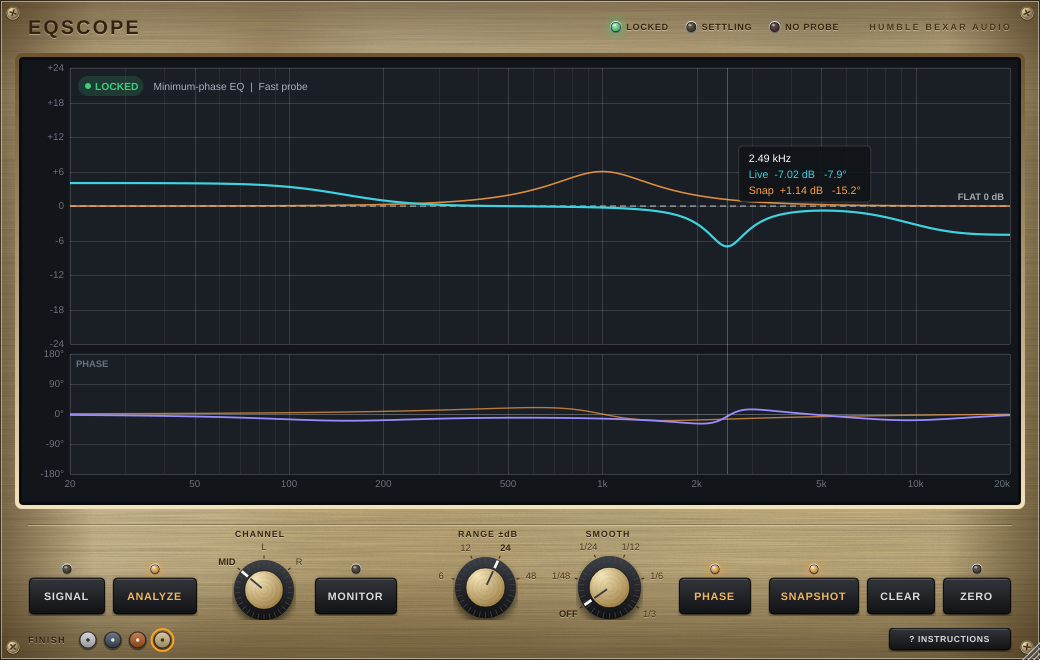 EQSCOPE
LOCKED SETTLING NO PROBE HUMBLE BEXAR AUDIO
+24
LOCKED Minimum-phase EQ | Fast probe
+18
+12
2.49 kHz
+6
Live -7.02 dB -7.9°
Snap +1.14 dB -15.2°
FLAT 0 dB
0
-6
-12
-18
-24
180°
PHASE
90°
0°
-90°
-180°
20 50 100 200 500 1k 2k 5k 10k 20k
CHANNEL RANGE ±dB SMOOTH
L 12 24 1/24 1/12
MID R 6 48 1/48 1/6
SIGNAL ANALYZE MONITOR PHASE SNAPSHOT CLEAR ZERO
OFF 1/3
FINISH ? INSTRUCTIONS